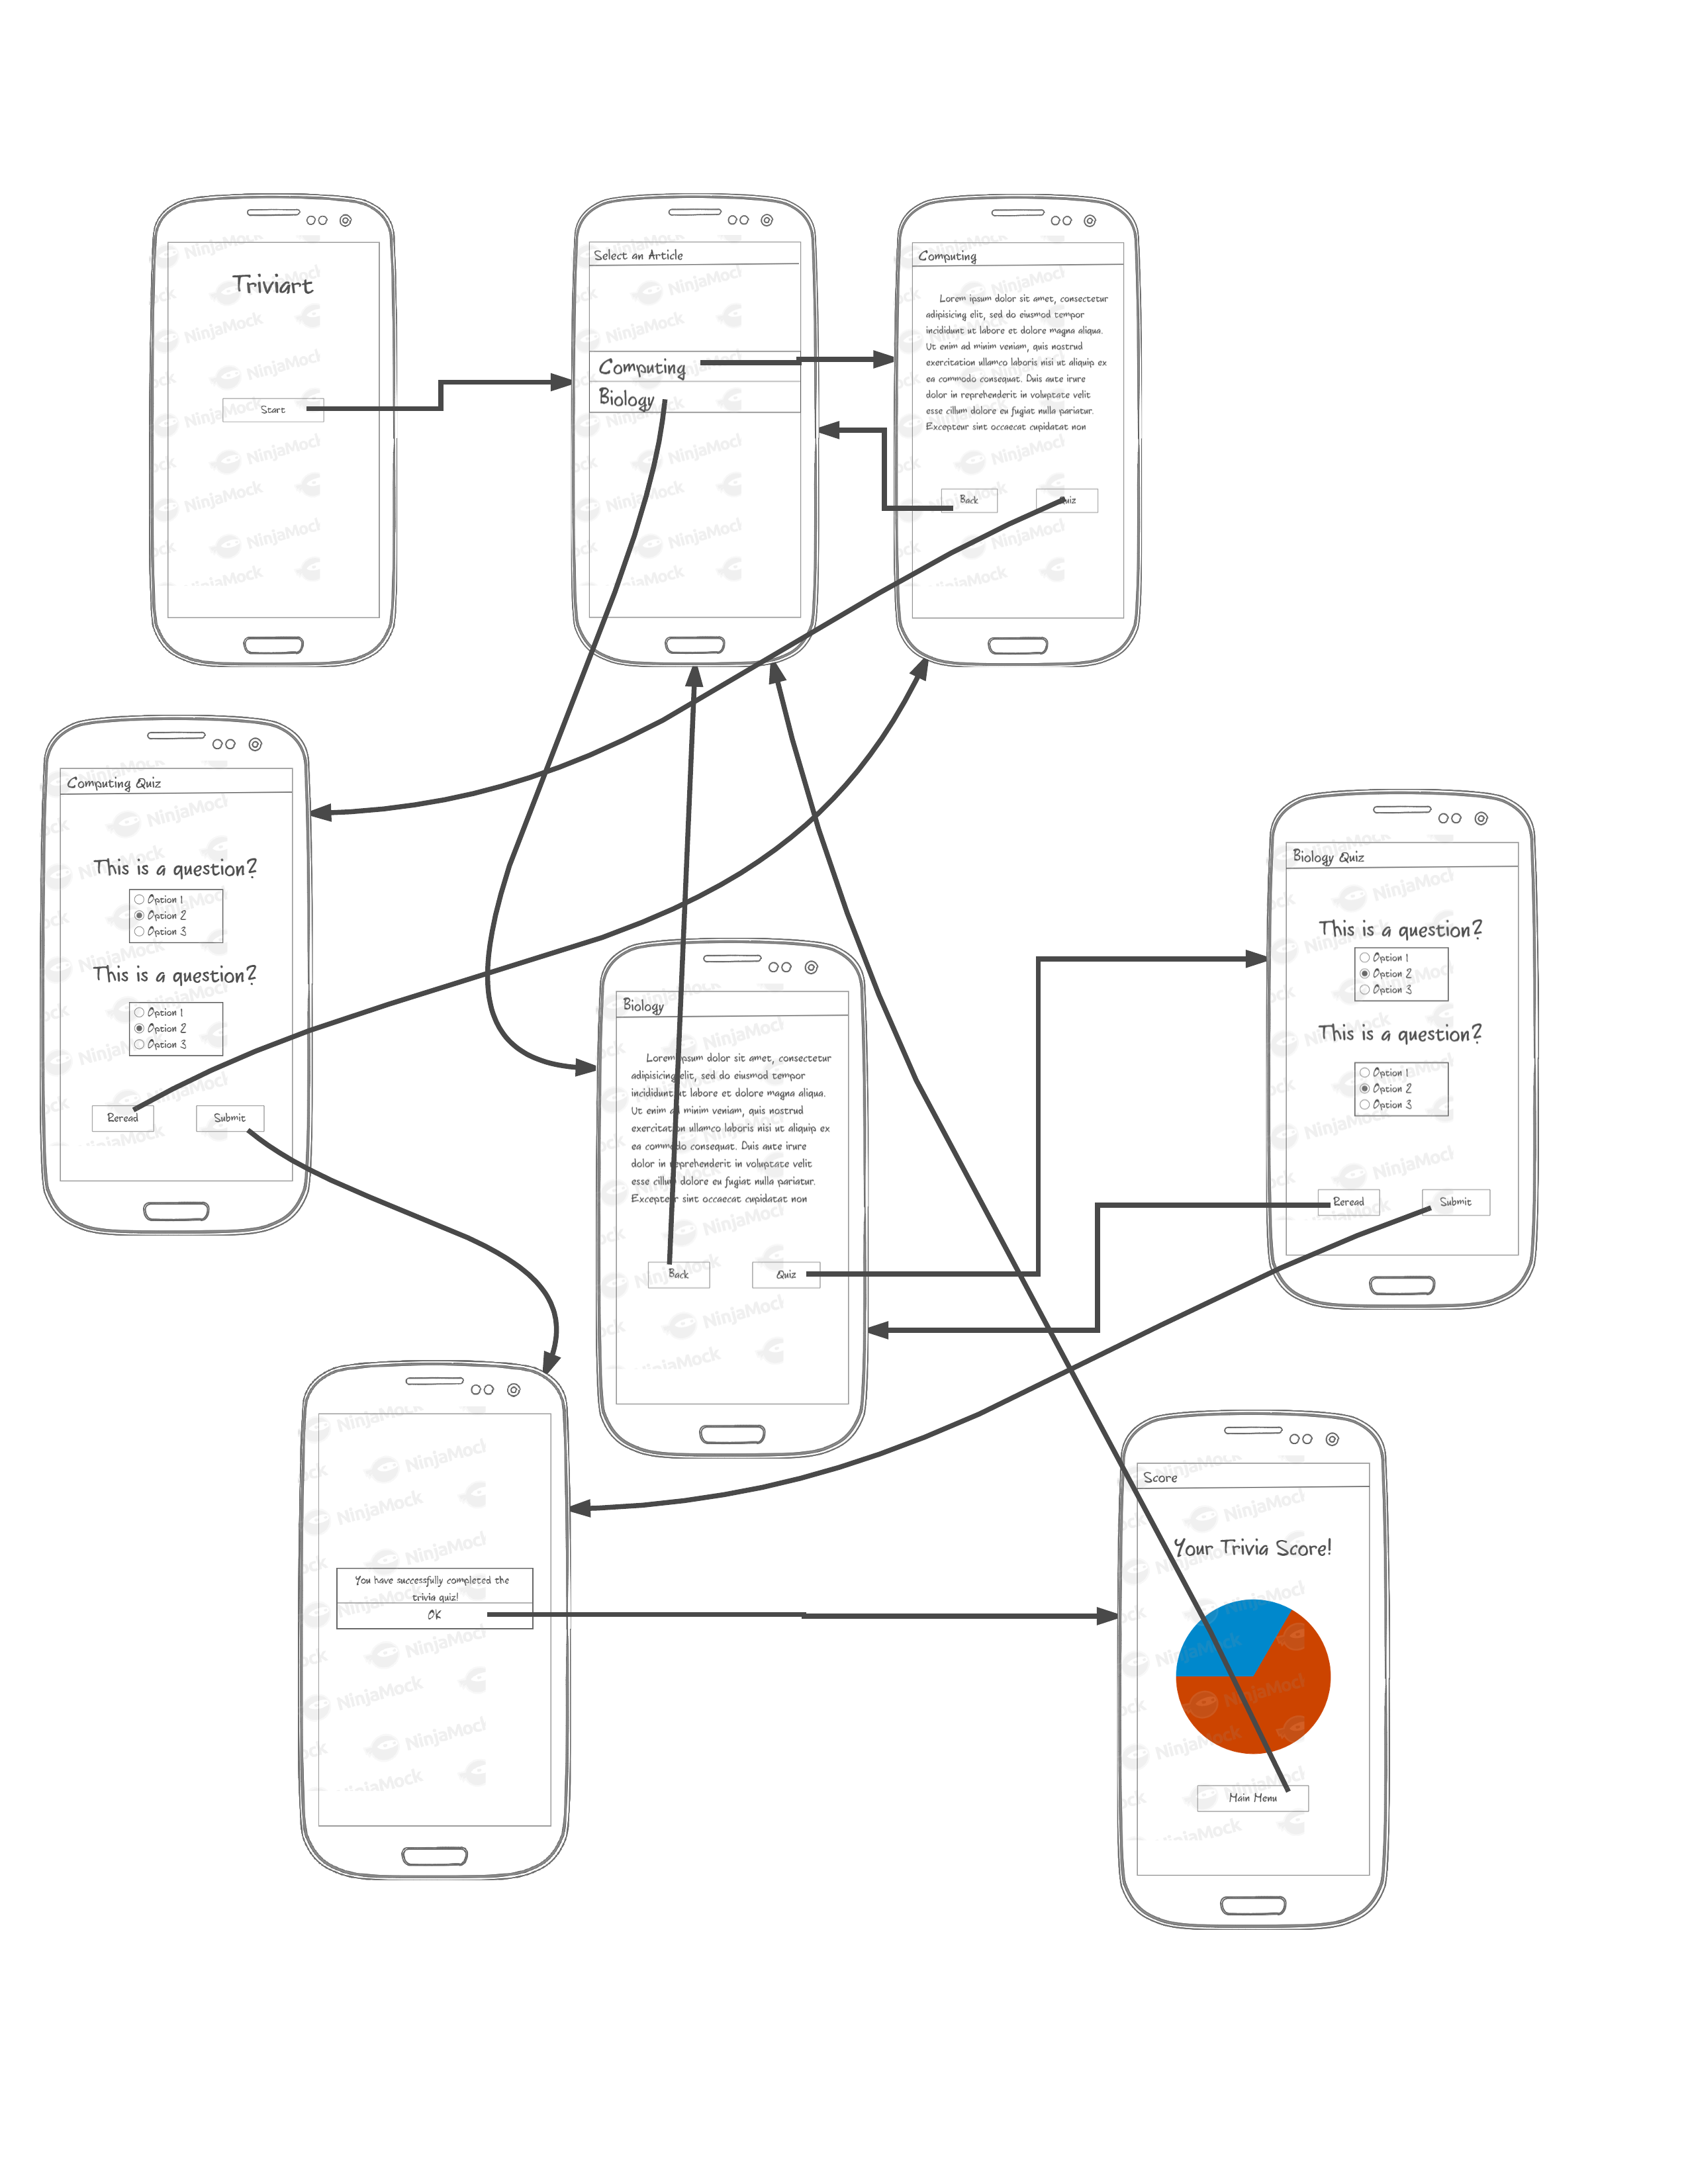 Triviart
Start
Select an Article
Computing
Biology
Computing
Lorem ipsum dolor sit amet, consectetur
adipisicing elit, sed do eiusmod tempor
incididunt ut labore et dolore magna aliqua.
Ut enim ad minim veniam, quis nostrud
exercitation ullamco laboris nisi ut aliquip ex
ea commodo consequat. Duis aute irure
dolor in reprehenderit in voluptate velit
esse cillum dolore eu fugiat nulla pariatur.
Excepteur sint occaecat cupidatat non
Back
Quiz
Computing Quiz
This is a question?
Option 1
Option 2
Option 3
This is a question?
Option 1
Option 2
Option 3
Reread
Submit
Biology
Lorem ipsum dolor sit amet, consectetur
adipisicing elit, sed do eiusmod tempor
incididunt ut labore et dolore magna aliqua.
Ut enim ad minim veniam, quis nostrud
exercitation ullamco laboris nisi ut aliquip ex
ea commodo consequat. Duis aute irure
dolor in reprehenderit in voluptate velit
esse cillum dolore eu fugiat nulla pariatur.
Excepteur sint occaecat cupidatat non
Back
Quiz
Biology Quiz
This is a question?
Option 1
Option 2
Option 3
This is a question?
Option 1
Option 2
Option 3
Reread
Submit
You have successfully completed the
trivia quiz!
OK
Score
Your Trivia Score!
Main Menu
NinjaMock